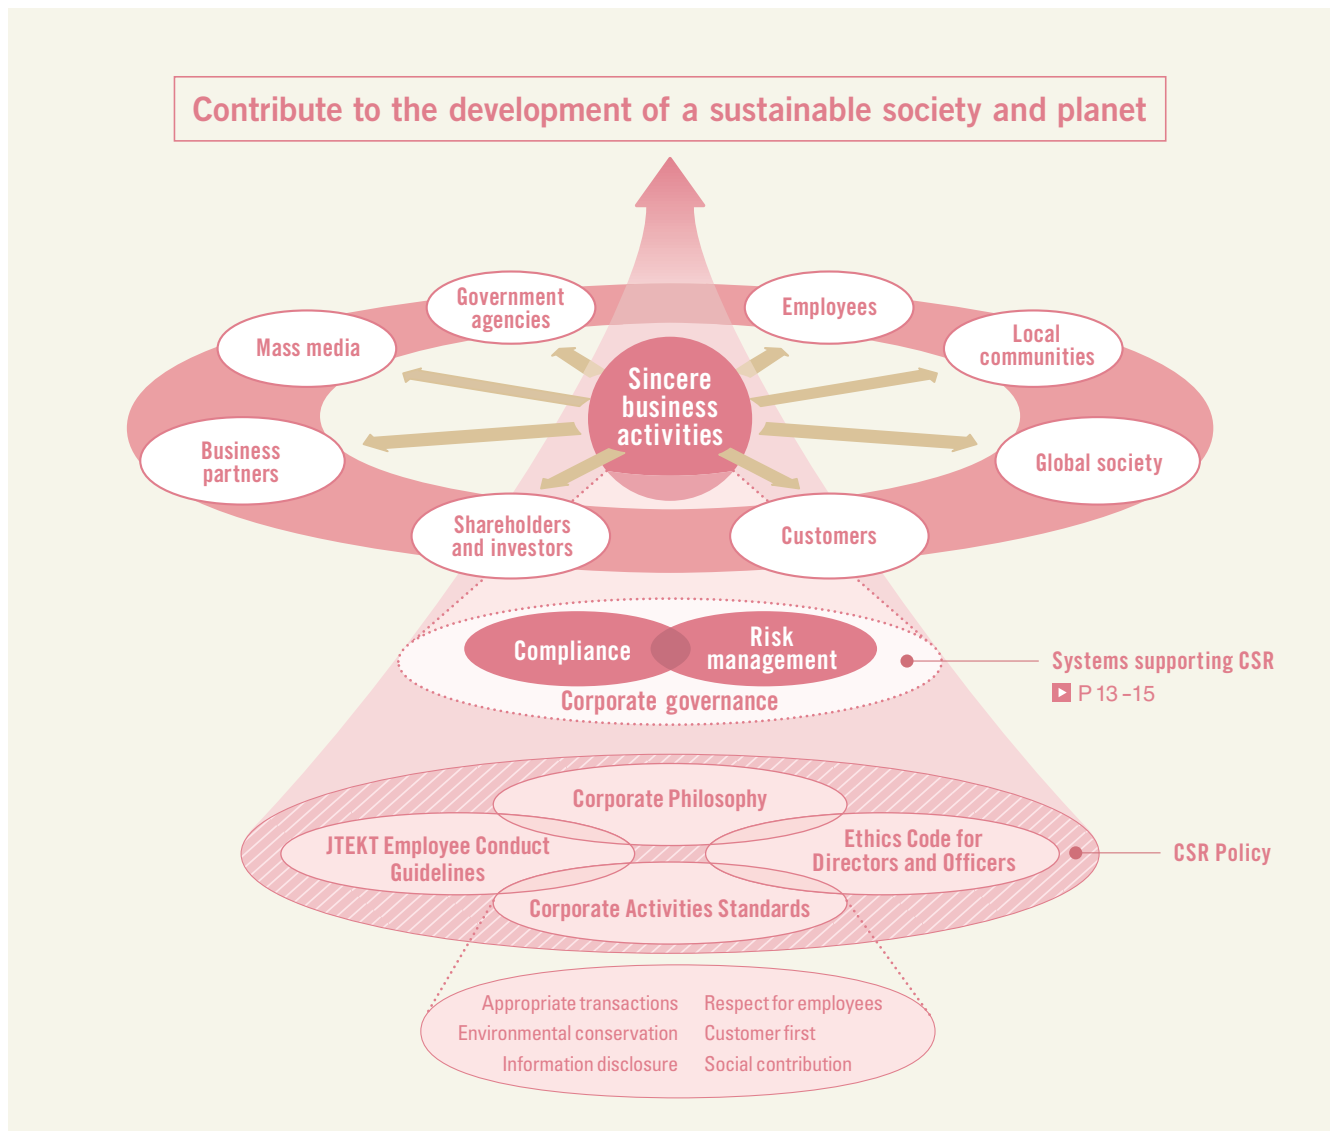 Contribute to the development of a sustainable society and planet
Government
agencies
Employees
Mass media
Local
communities
Sincere
business
activities
Business
partners
Global society
Shareholders
and investors
Customers
Compliance
Risk
management
Corporate governance
Systems supporting CSR
P 13–15
Corporate Philosophy
JTEKT Employee Conduct
Guidelines
Ethics Code for
Directors and Officers
CSR Policy
Corporate Activities Standards
Appropriate transactions
Respect for employees
Environmental conservation
Customer first
Information disclosure
Social contribution